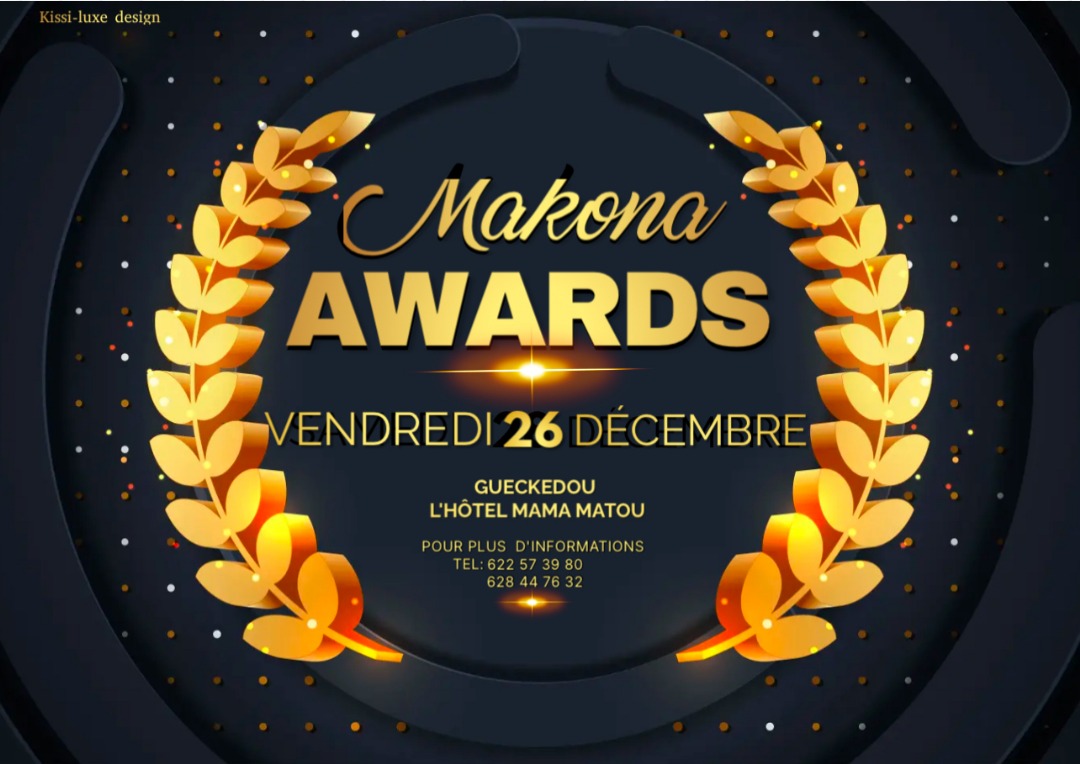 Kissi-luxe design
Makona
AWARDS
VENDREDI 26 DÉCEMBRE
GUECKEDOU
L'HÔTEL MAMA MATOU
POUR PLUS D'INFORMATIONS
TEL: 622 57 39 80
628 44 76 32